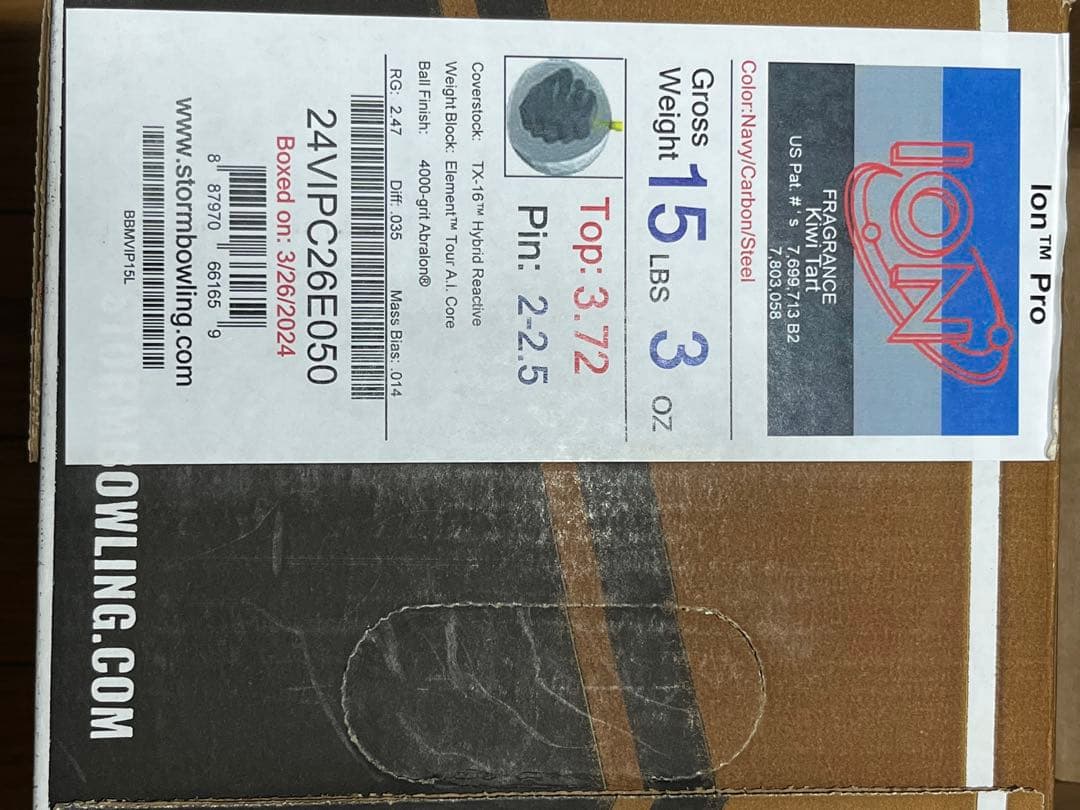 Ion™ Pro
ION
FRAGRANCE
Kiwi Tart
US Pat. # ' s 7,699,713 B2
7,803,058
Color:Navy/Carbon/Steel
Gross Weight 15 LBS 3 OZ
Top: 3.72
Pin: 2-2.5
Coverstock: TX-16™ Hybrid Reactive
Weight Block: Element™ Tour A.I. Core
Ball Finish: 4000-grit Abralon®
RG: 2.47 Diff: .035 Mass Bias: .014
24VIPC26E050
Boxed on: 3/26/2024
8 87970 66165 9
www.stormbowling.com
BBMVIP15L
OWLING.COM